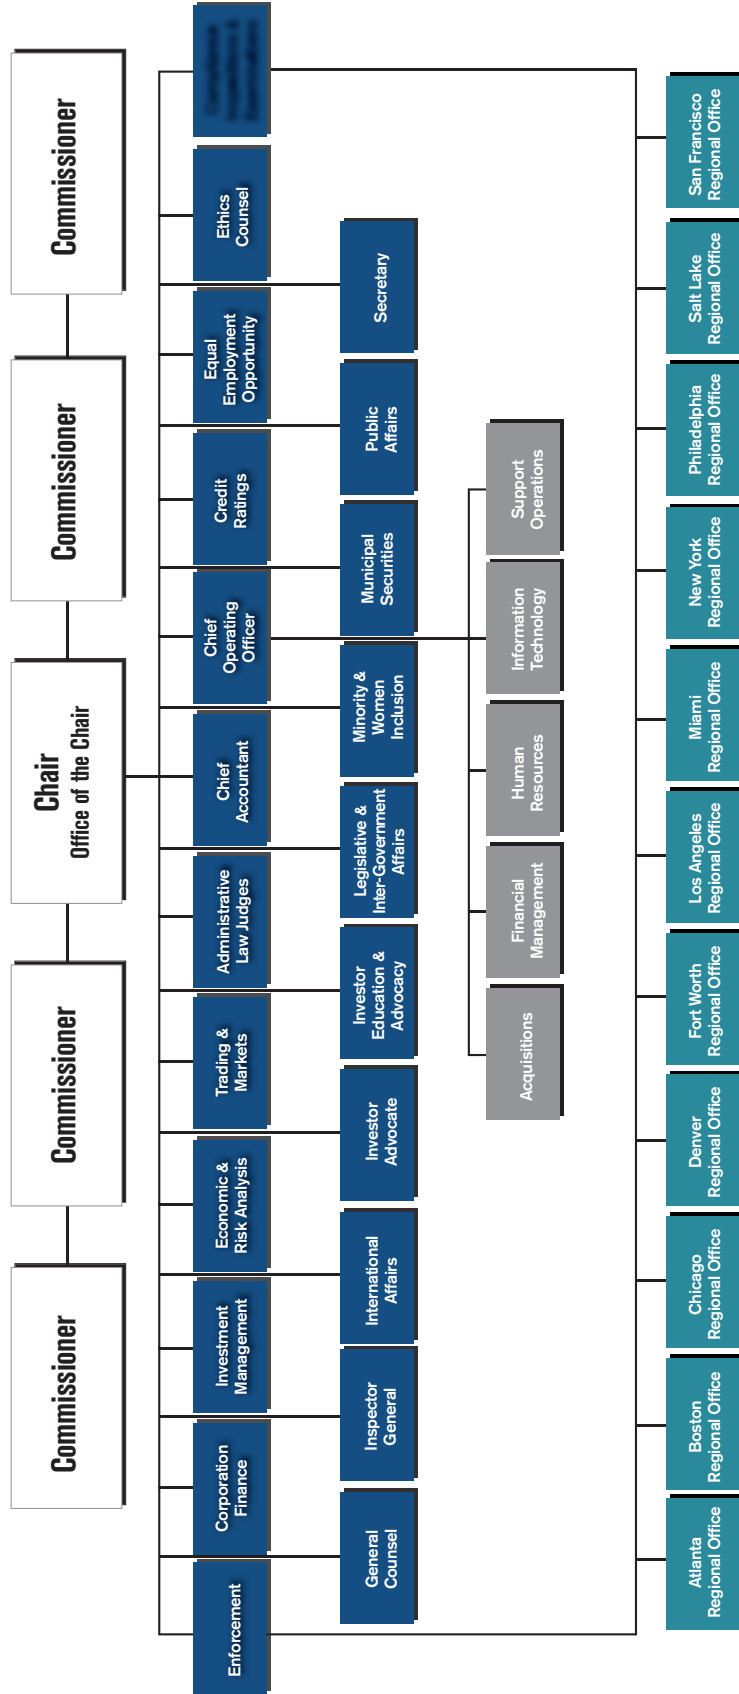 Commissioner
Commissioner
Chair
Office of the Chair
Commissioner
Commissioner
Enforcement
Corporation
Finance
Investment
Management
Economic &
Risk Analysis
Trading &
Markets
Administrative
Law Judges
Chief
Accountant
Chief
Operating
Officer
Credit
Ratings
Equal
Employment
Opportunity
Ethics
Counsel
General
Counsel
Inspector
General
International
Affairs
Investor
Advocate
Investor
Education &
Advocacy
Legislative &
Inter-Government
Affairs
Minority &
Women
Inclusion
Municipal
Securities
Public
Affairs
Secretary
Acquisitions
Financial
Management
Human
Resources
Information
Technology
Support
Operations
Atlanta
Regional Office
Boston
Regional Office
Chicago
Regional Office
Denver
Regional Office
Fort Worth
Regional Office
Los Angeles
Regional Office
Miami
Regional Office
New York
Regional Office
Philadelphia
Regional Office
Salt Lake
Regional Office
San Francisco
Regional Office